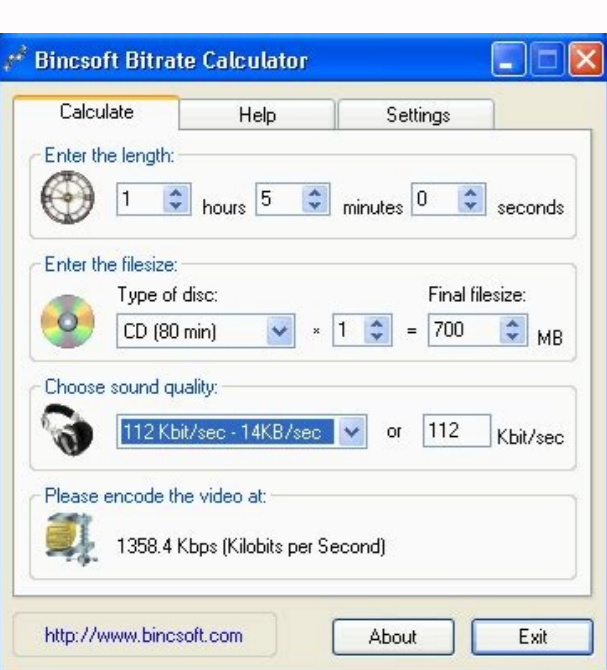 Bincsoft Bitrate Calculator
Calculate Help Settings
Enter the length:
1 hours 5 minutes 0 seconds
Enter the filesize:
Type of disc: Final filesize:
CD (80 min) × 1 = 700 MB
Choose sound quality:
112 Kbit/sec - 14KB/sec or 112 Kbit/sec
Please encode the video at:
1358.4 Kbps (Kilobits per Second)
http://www.bincsoft.com About Exit